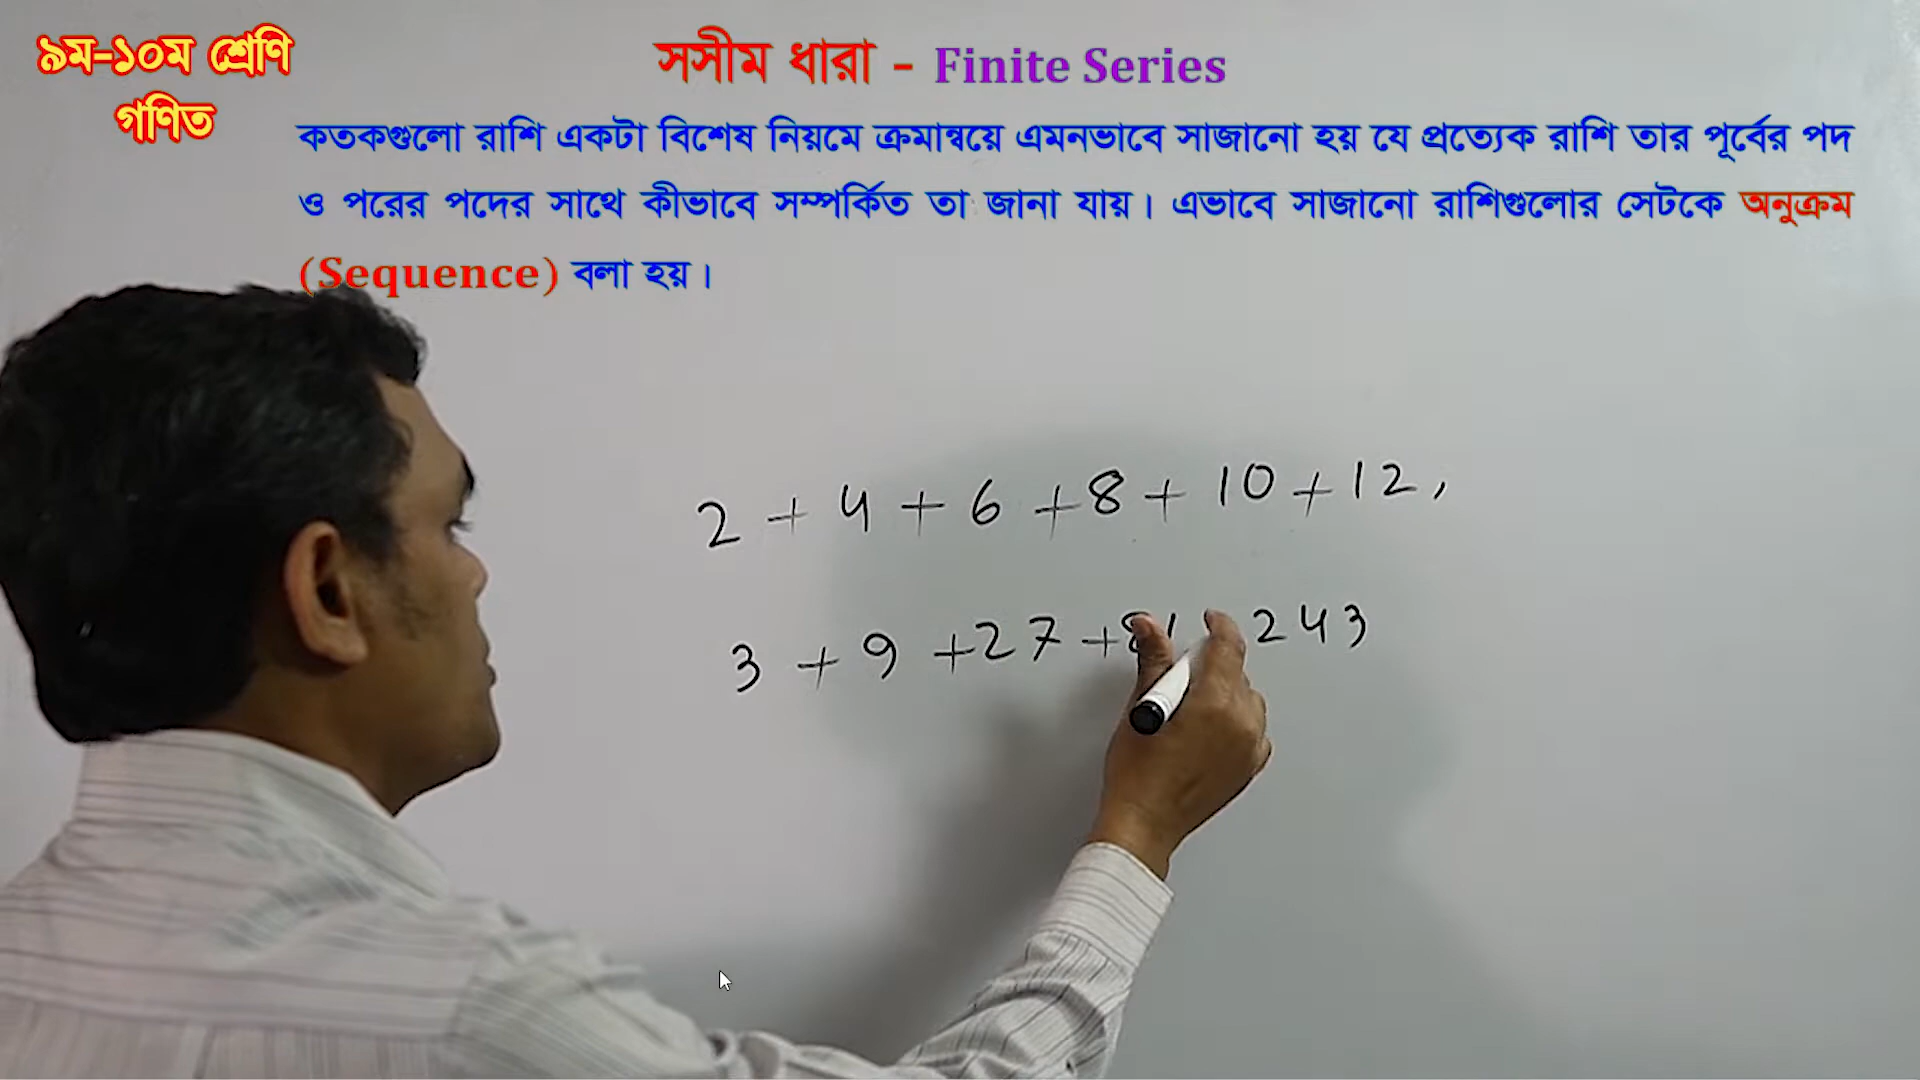 ৯ম-১০ম শ্রেণি
গণিত
সসীম ধারা - Finite Series
কতকগুলো রাশি একটা বিশেষ নিয়মে ক্রমান্বয়ে এমনভাবে সাজানো হয় যে প্রত্যেক রাশি তার পূর্বের পদ
ও পরের পদের সাথে কীভাবে সম্পর্কিত তা জানা যায়। এভাবে সাজানো রাশিগুলোর সেটকে অনুক্রম
(Sequence) বলা হয়।
2 + 4 + 6 + 8 + 10 + 12,
3 + 9 + 27 + 243